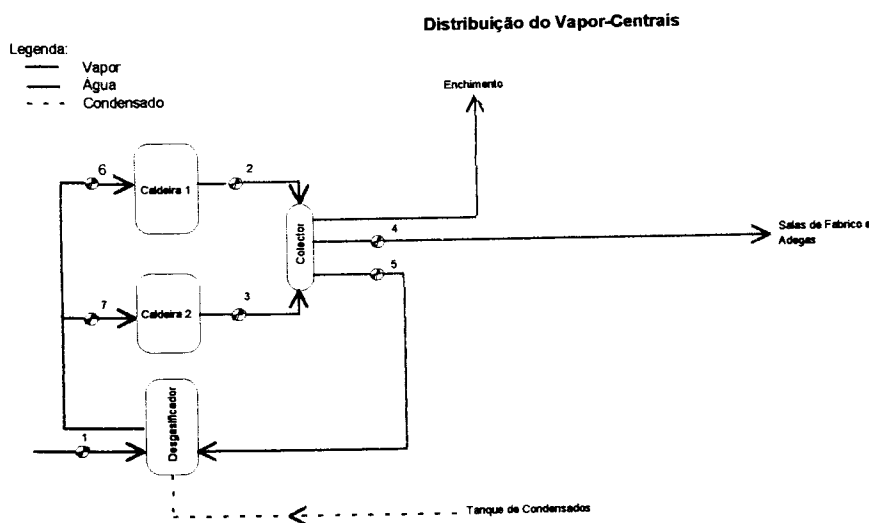 Distribuição do Vapor-Centrais
Legenda:
Vapor
Água
Condensado
Enchimento
6
Caldeira 1
2
Colector
4
Salas de Fabrico e
Adegas
5
7
Caldeira 2
3
Desgasificador
1
Tanque de Condensados